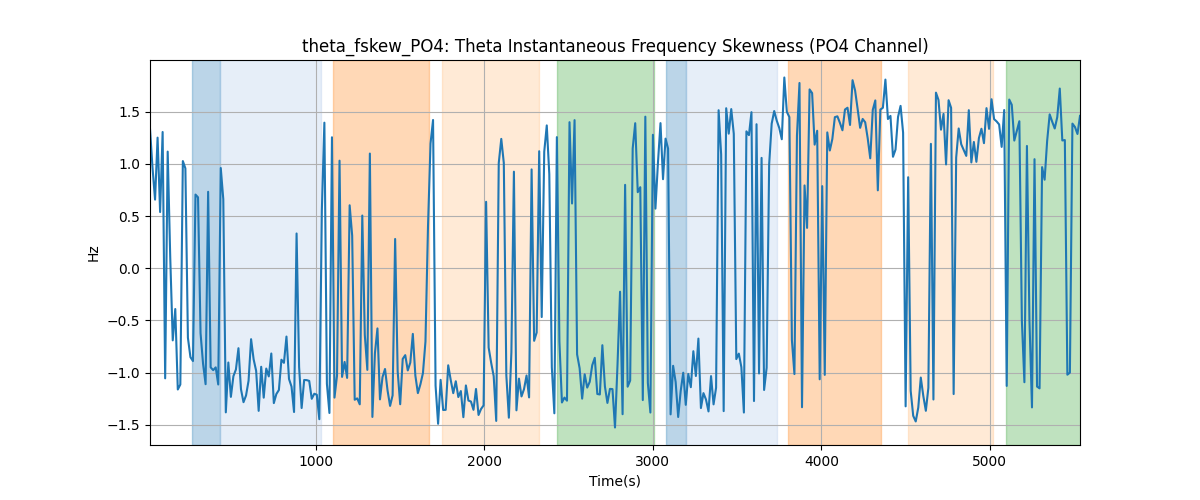 theta_fskew_PO4: Theta Instantaneous Frequency Skewness (PO4 Channel)
Hz
1.5
1.0
0.5
0.0
−0.5
−1.0
−1.5
1000 2000 3000 4000 5000
Time(s)